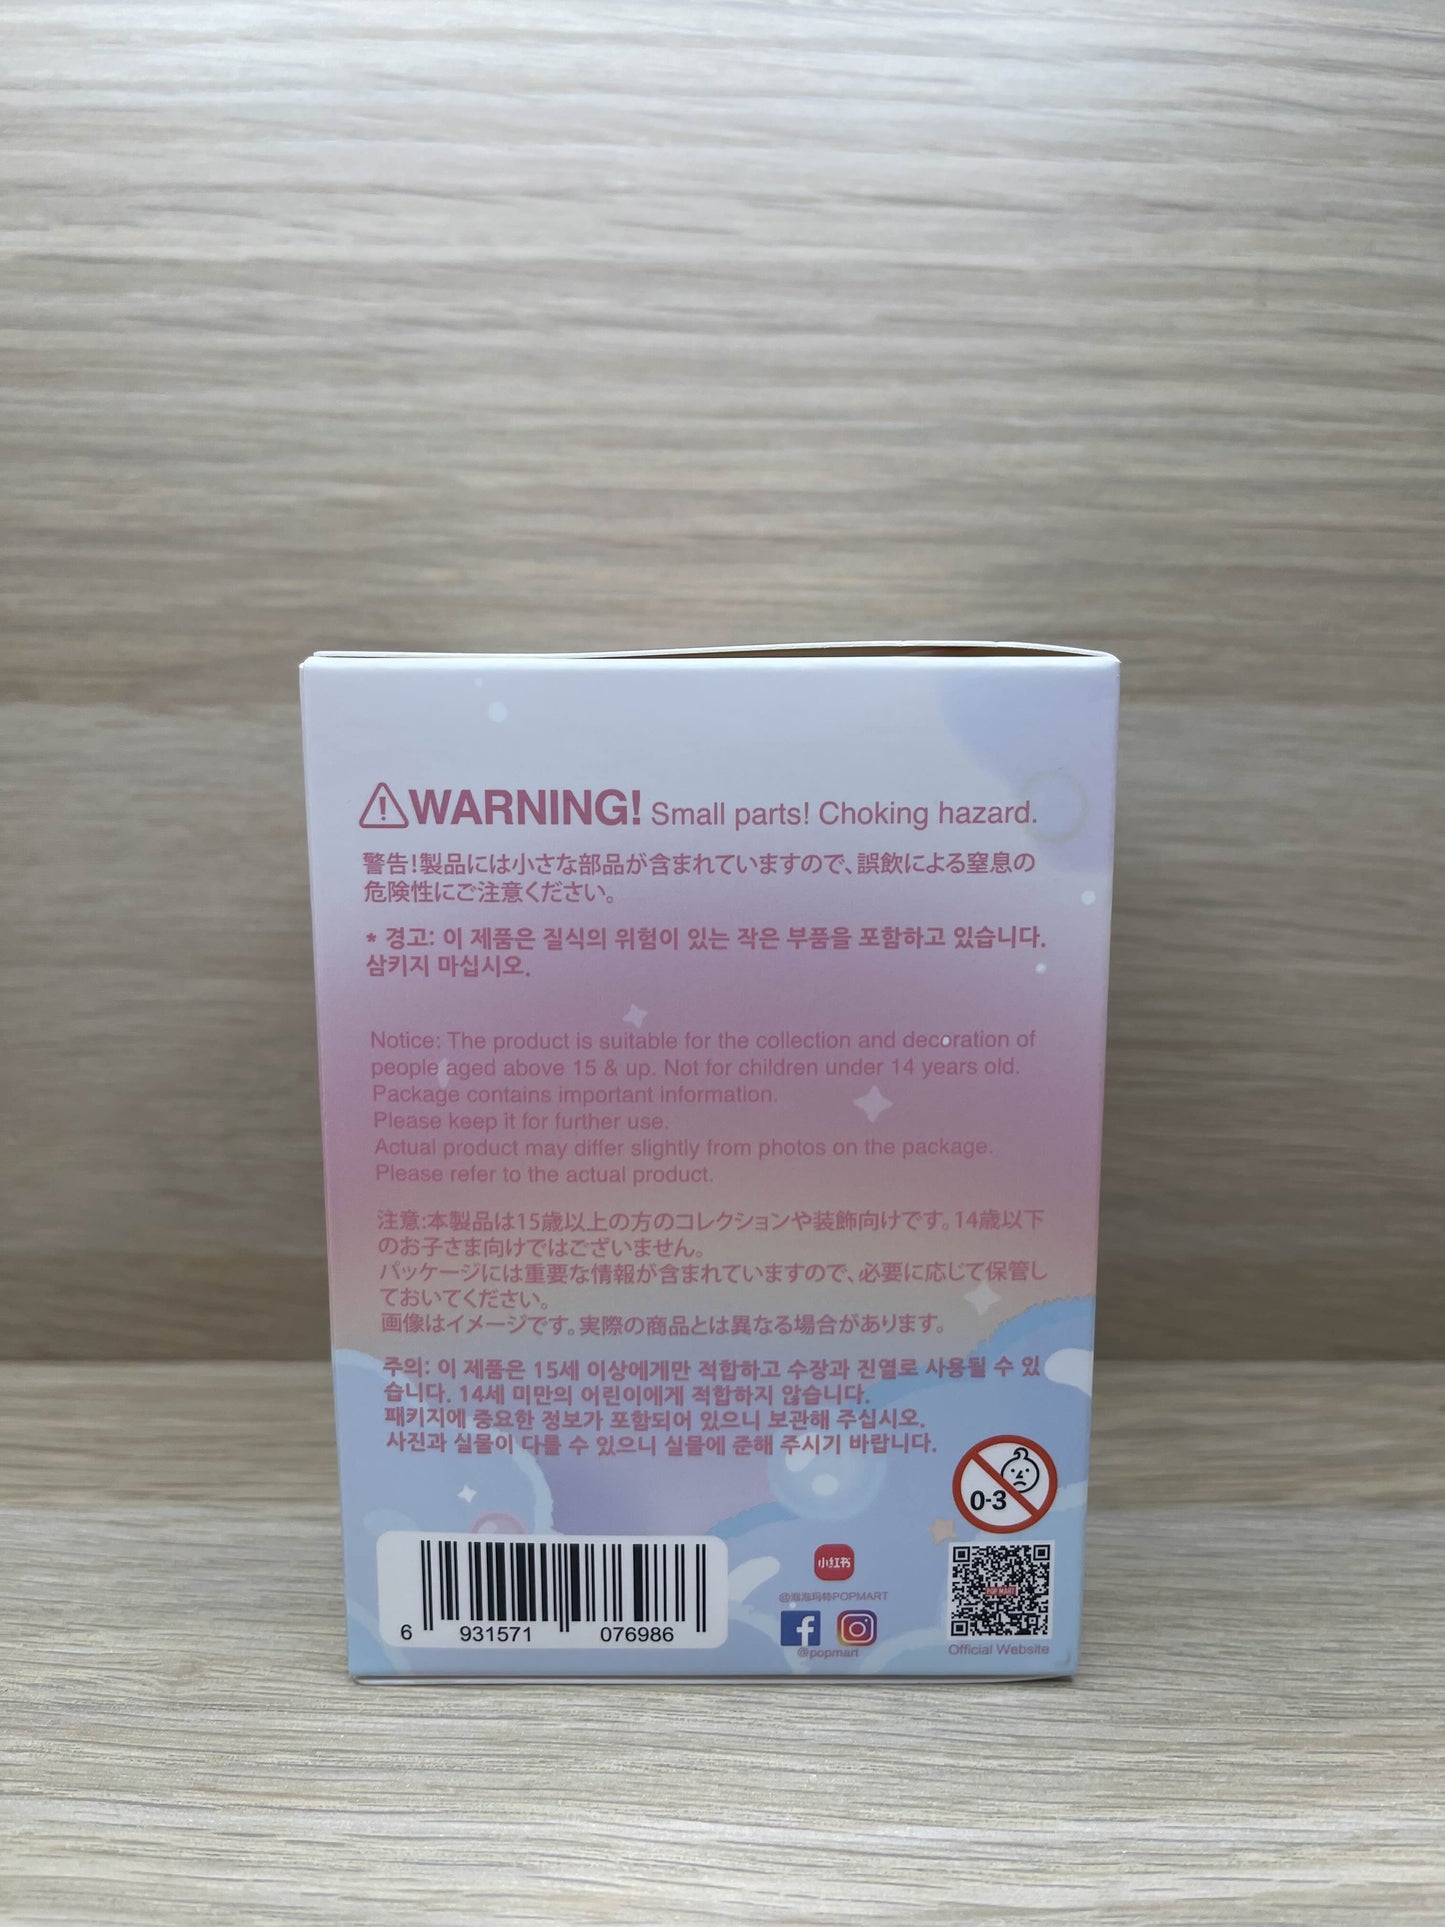 WARNING! Small parts! Choking hazard.
警告!製品には小さな部品が含まれていますので、誤飲による窒息の
危険性にご注意ください。
* 경고: 이 제품은 질식의 위험이 있는 작은 부품을 포함하고 있습니다.
삼키지 마십시오.
Notice: The product is suitable for the collection and decoration of
people aged above 15 & up. Not for children under 14 years old.
Package contains important information.
Please keep it for further use.
Actual product may differ slightly from photos on the package.
Please refer to the actual product.
注意:本製品は15歳以上の方のコレクションや装飾向けです。14歳以下
のお子さま向けではございません。
パッケージには重要な情報が含まれていますので、必要に応じて保管し
ておいてください。
画像はイメージです。実際の商品とは異なる場合があります。
주의: 이 제품은 15세 이상에게만 적합하고 수장과 진열로 사용될 수 있
습니다. 14세 미만의 어린이에게 적합하지 않습니다.
패키지에 중요한 정보가 포함되어 있으니 보관해 주십시오.
사진과 실물이 다를 수 있으니 실물에 준해 주시기 바랍니다.
0-3
小红书
@泡泡玛特POPMART
POP MART
6 931571 076986
@popmart
Official Website